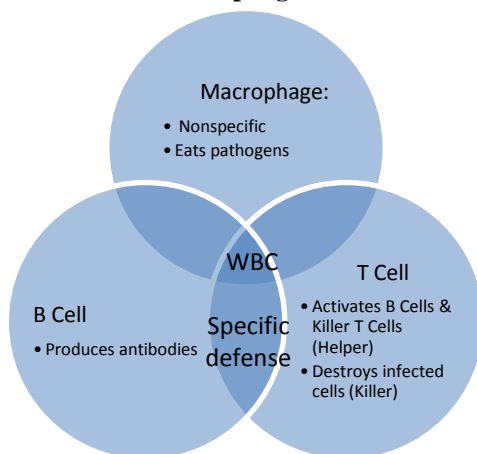 Macrophage:
• Nonspecific
• Eats pathogens
WBC
T Cell
• Activates B Cells &
Killer T Cells
(Helper)
• Destroys infected
cells (Killer)
B Cell
• Produces antibodies
Specific
defense